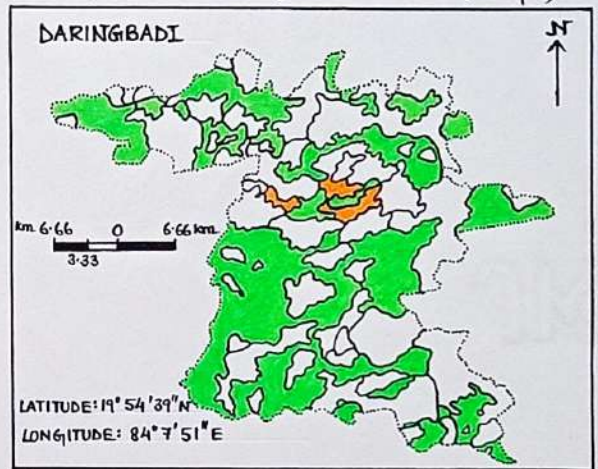 DARINGBADI
N
km 6.66 0 6.66 km
3.33
LATITUDE: 19° 54' 39" N
LONGITUDE: 84° 7' 51" E